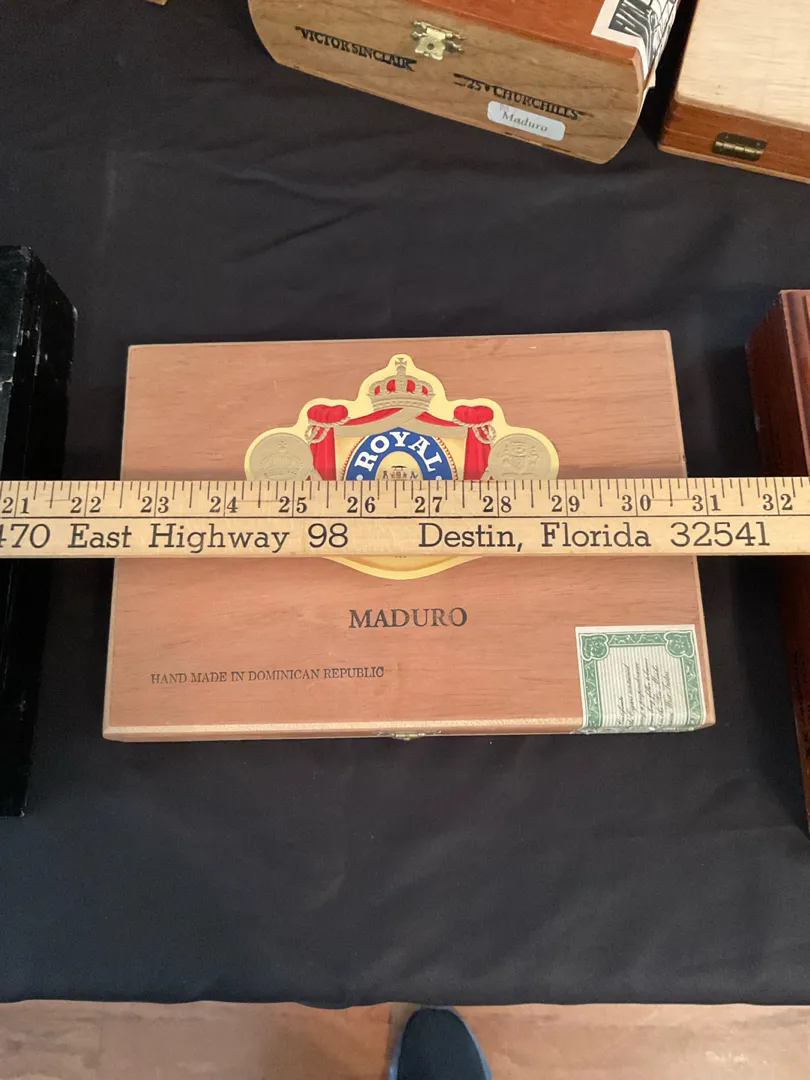 VICTOR SINCLAIR
25 CHURCHILLS
Maduro
ROYAL
21 22 23 24 25 26 27 28 29 30 31 32
470 East Highway 98 Destin, Florida 32541
MADURO
HAND MADE IN DOMINICAN REPUBLIC